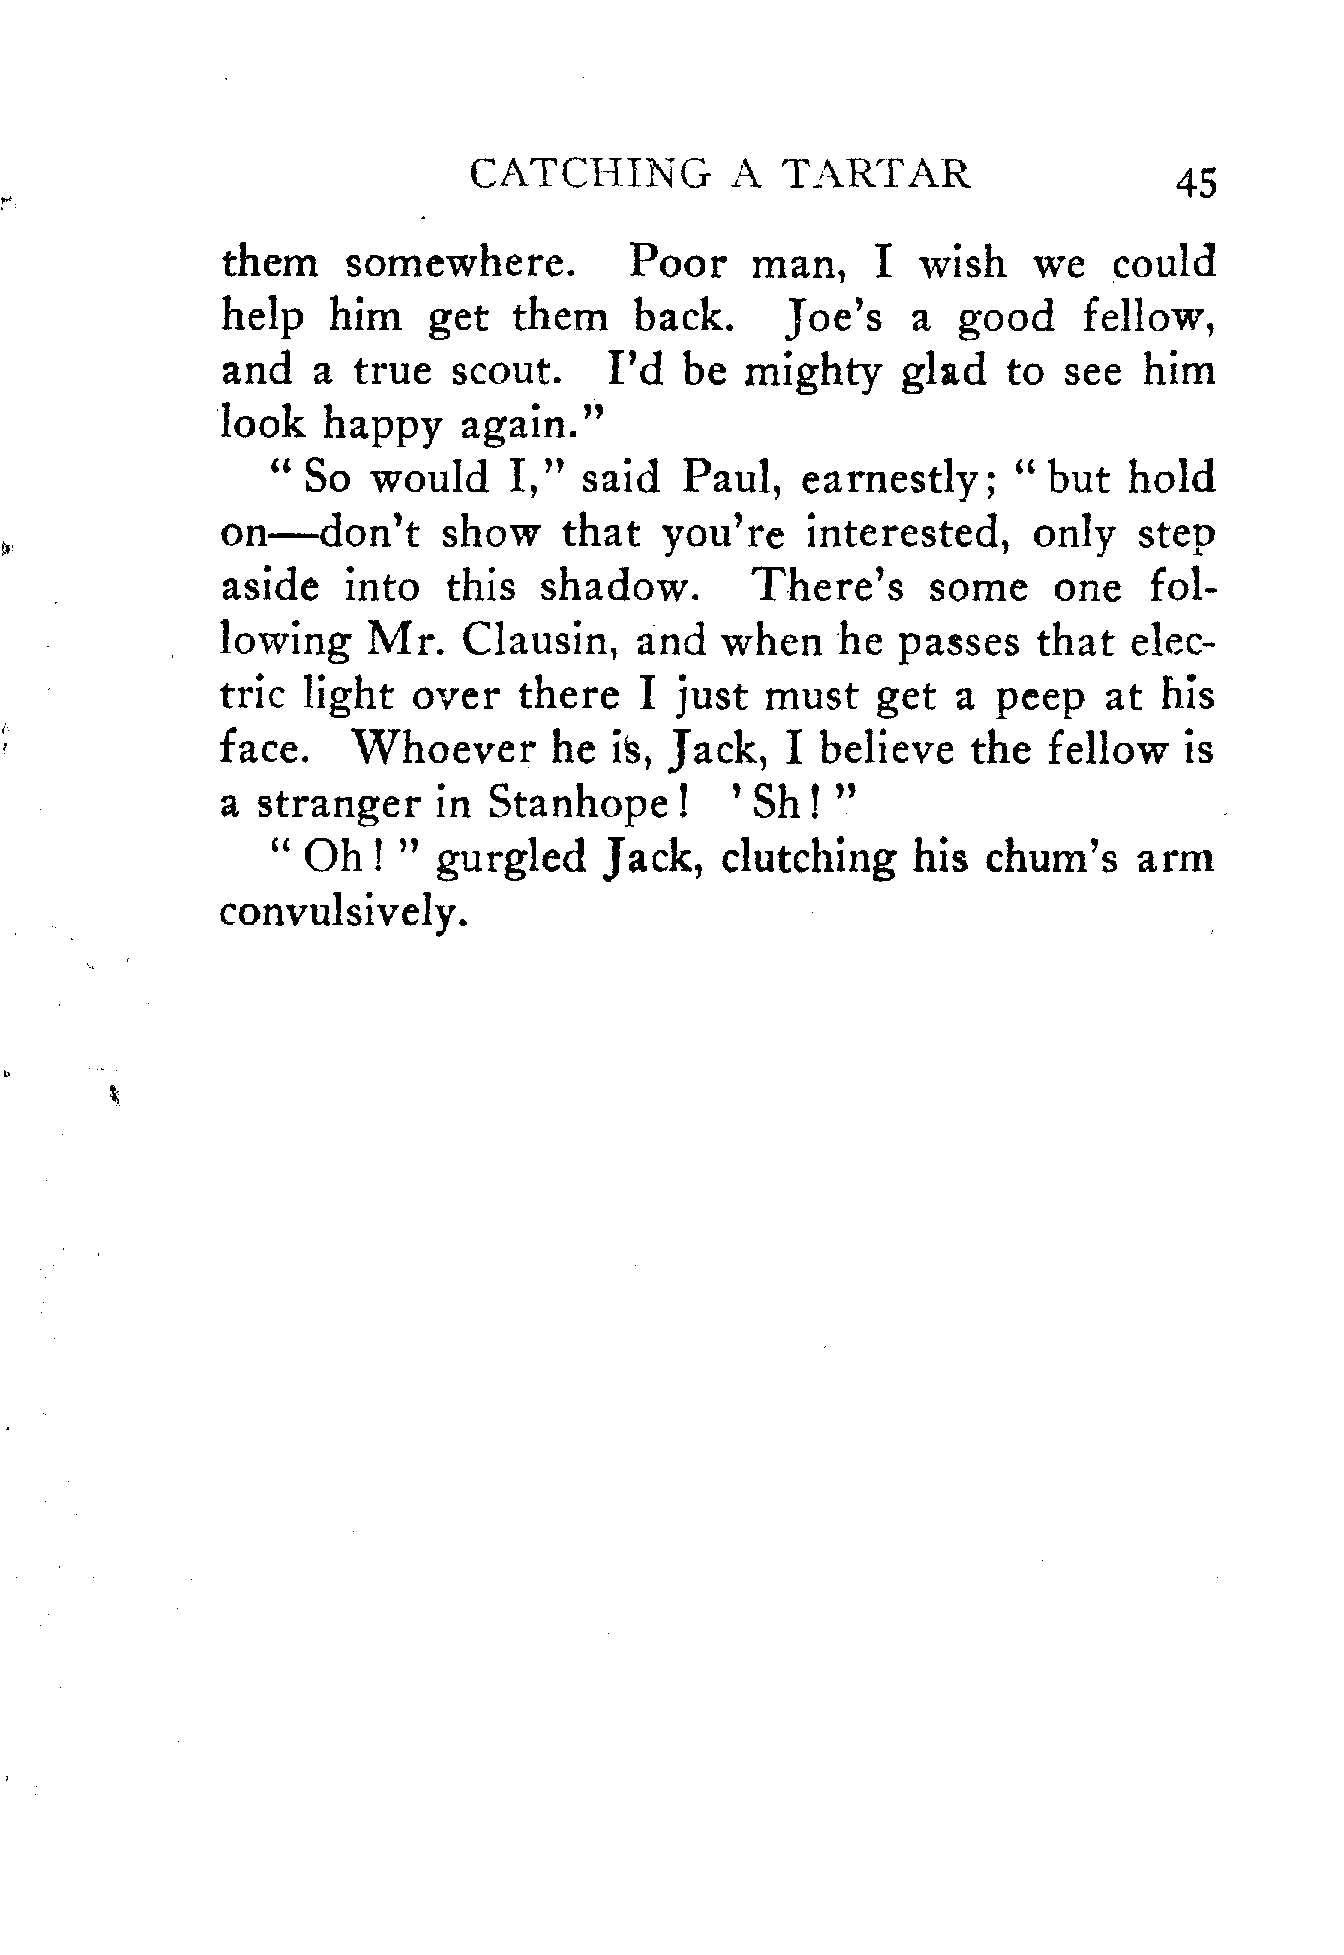 CATCHING A TARTAR 45
them somewhere. Poor man, I wish we could
help him get them back. Joe's a good fellow,
and a true scout. I'd be mighty glad to see him
look happy again."
" So would I," said Paul, earnestly; " but hold
on—don't show that you're interested, only step
aside into this shadow. There's some one fol-
lowing Mr. Clausin, and when he passes that elec-
tric light over there I just must get a peep at his
face. Whoever he is, Jack, I believe the fellow is
a stranger in Stanhope! ' Sh! "
" Oh! " gurgled Jack, clutching his chum's arm
convulsively.